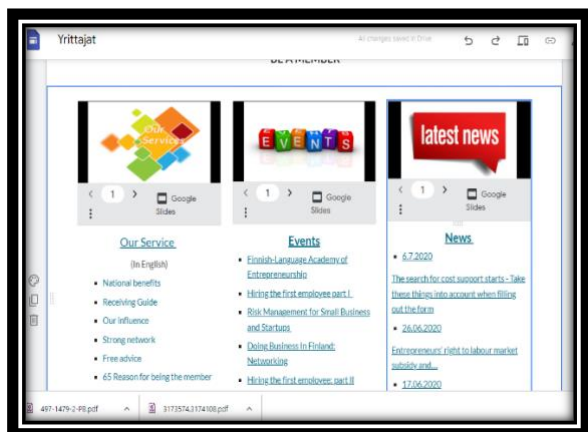 Yrittajat
All changes saved in Drive
BE A MEMBER
Our
Services
1
Google
Slides
Our Service
(In English)
National benefits
Receiving Guide
Our influence
Strong network
Free advice
65 Reason for being the member
EVENTS
1
Google
Slides
Events
Finnish-Language Academy of
Entrepreneurship
Hiring the first employee part I
Risk Management for Small Business
and Startups
Doing Business In Finland:
Networking
Hiring the first employee: part II
latest news
1
Google
Slides
News
6.7.2020
The search for cost support starts - Take
these things into account when filling
out the form
26.06.2020
Entrepreneurs' right to labour market
subsidy and...
17.06.2020
497-1479-2-PB.pdf
3173574.3174108.pdf